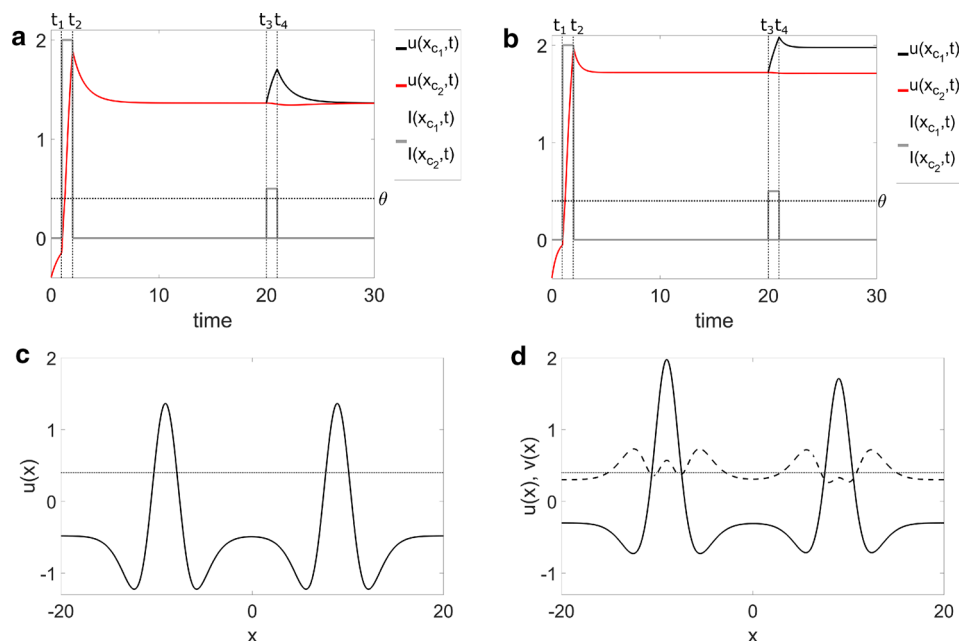 a
t1 t2
t3 t4
2
1
0
θ
0
10
20
30
time
u(xc1,t)
u(xc2,t)
I(xc1,t)
I(xc2,t)
b
t1 t2
t3 t4
2
1
0
θ
0
10
20
30
time
u(xc1,t)
u(xc2,t)
I(xc1,t)
I(xc2,t)
c
2
1
0
-1
u(x)
-20
0
20
x
d
2
1
0
-1
u(x), v(x)
-20
0
20
x